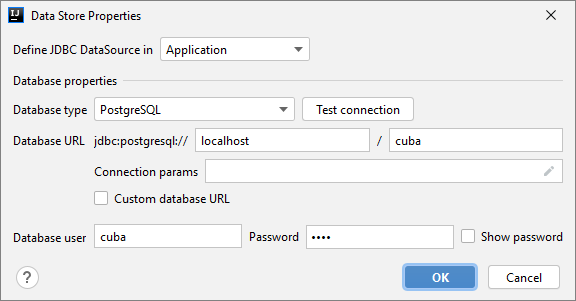 IJ Data Store Properties
Define JDBC DataSource in Application
Database properties
Database type PostgreSQL Test connection
Database URL jdbc:postgresql:// localhost / cuba
Connection params
Custom database URL
Database user cuba Password •••• Show password
? OK Cancel